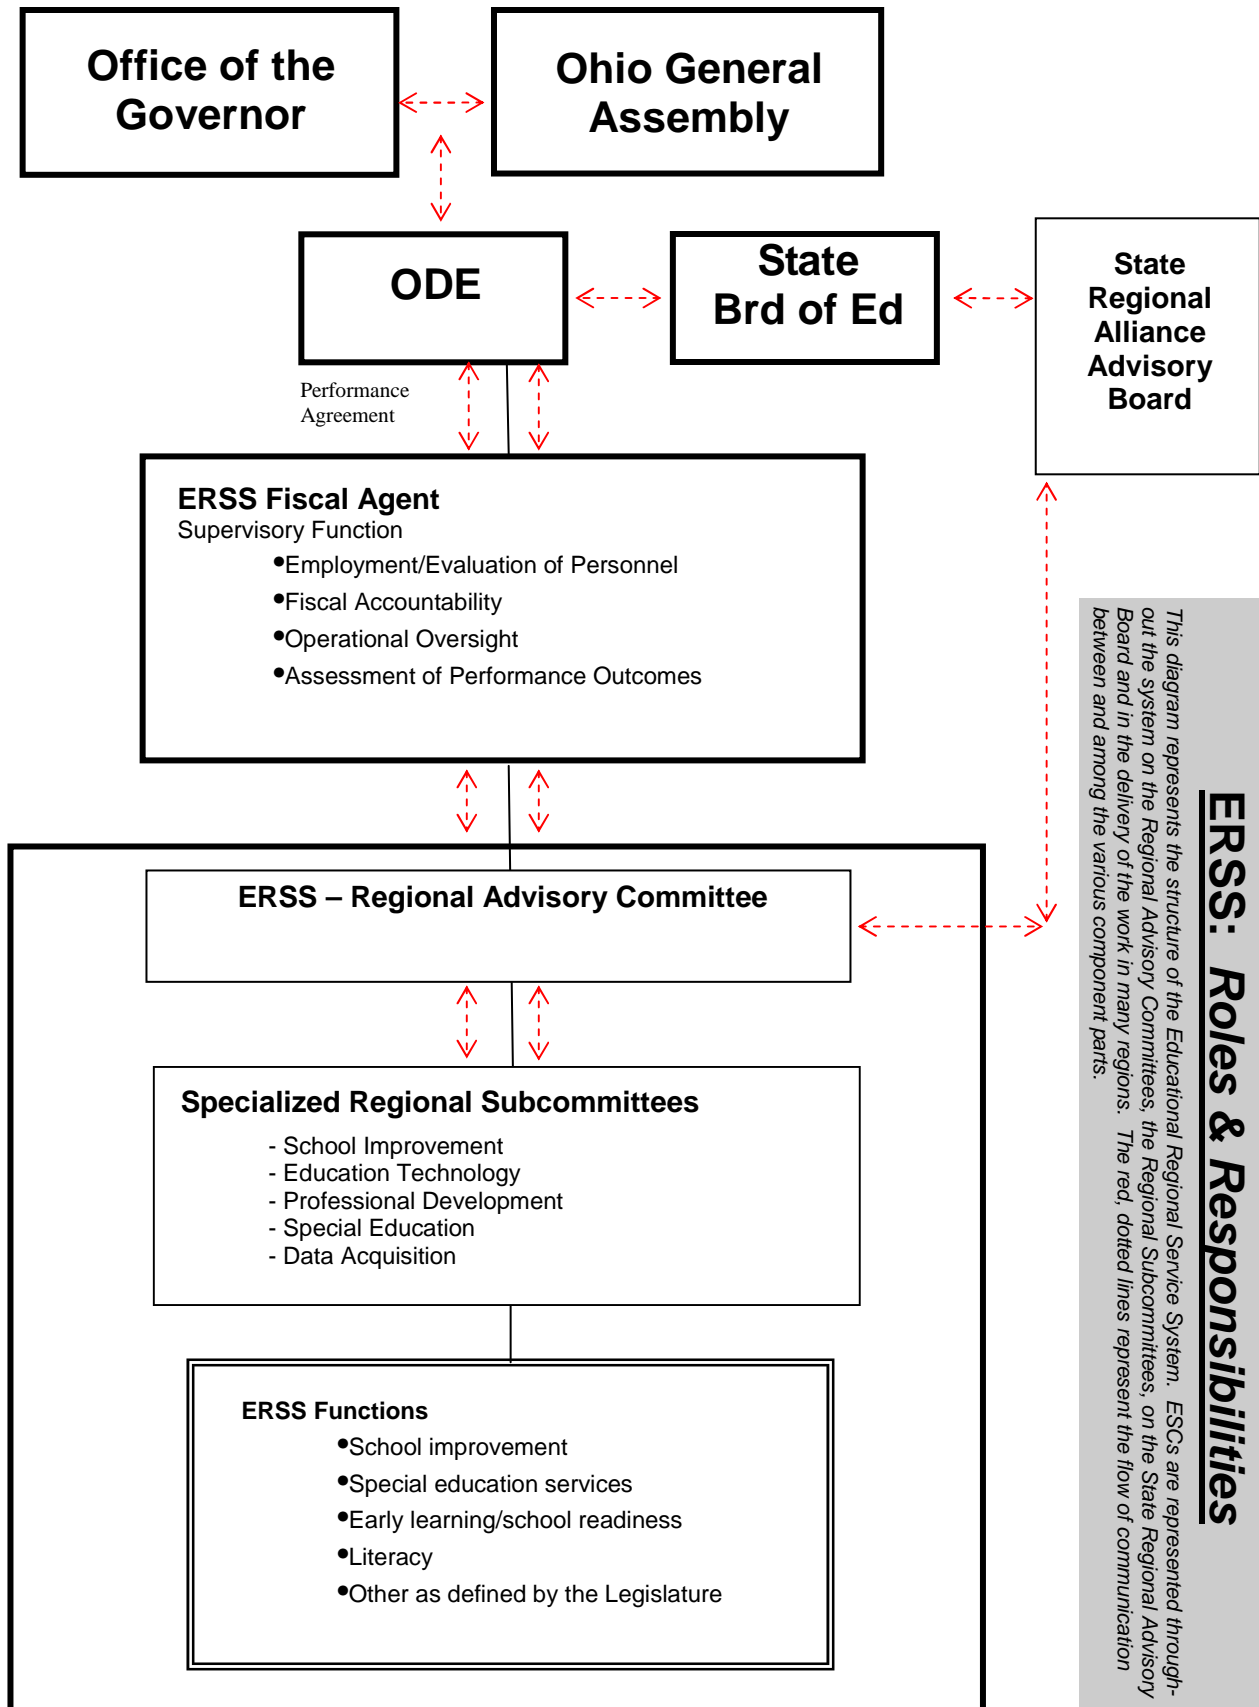 Office of the
Governor
Ohio General
Assembly
ODE
State
Brd of Ed
State
Regional
Alliance
Advisory
Board
Performance
Agreement
ERSS Fiscal Agent
Supervisory Function
•Employment/Evaluation of Personnel
•Fiscal Accountability
•Operational Oversight
•Assessment of Performance Outcomes
ERSS – Regional Advisory Committee
Specialized Regional Subcommittees
- School Improvement
- Education Technology
- Professional Development
- Special Education
- Data Acquisition
ERSS Functions
•School improvement
•Special education services
•Early learning/school readiness
•Literacy
•Other as defined by the Legislature
ERSS: Roles & Responsibilities
This diagram represents the structure of the Educational Regional Service System. ESCs are represented through-
out the system on the Regional Advisory Committees, the Regional Subcommittees, on the State Regional Advisory
Board and in the delivery of the work in many regions. The red, dotted lines represent the flow of communication
between and among the various component parts.